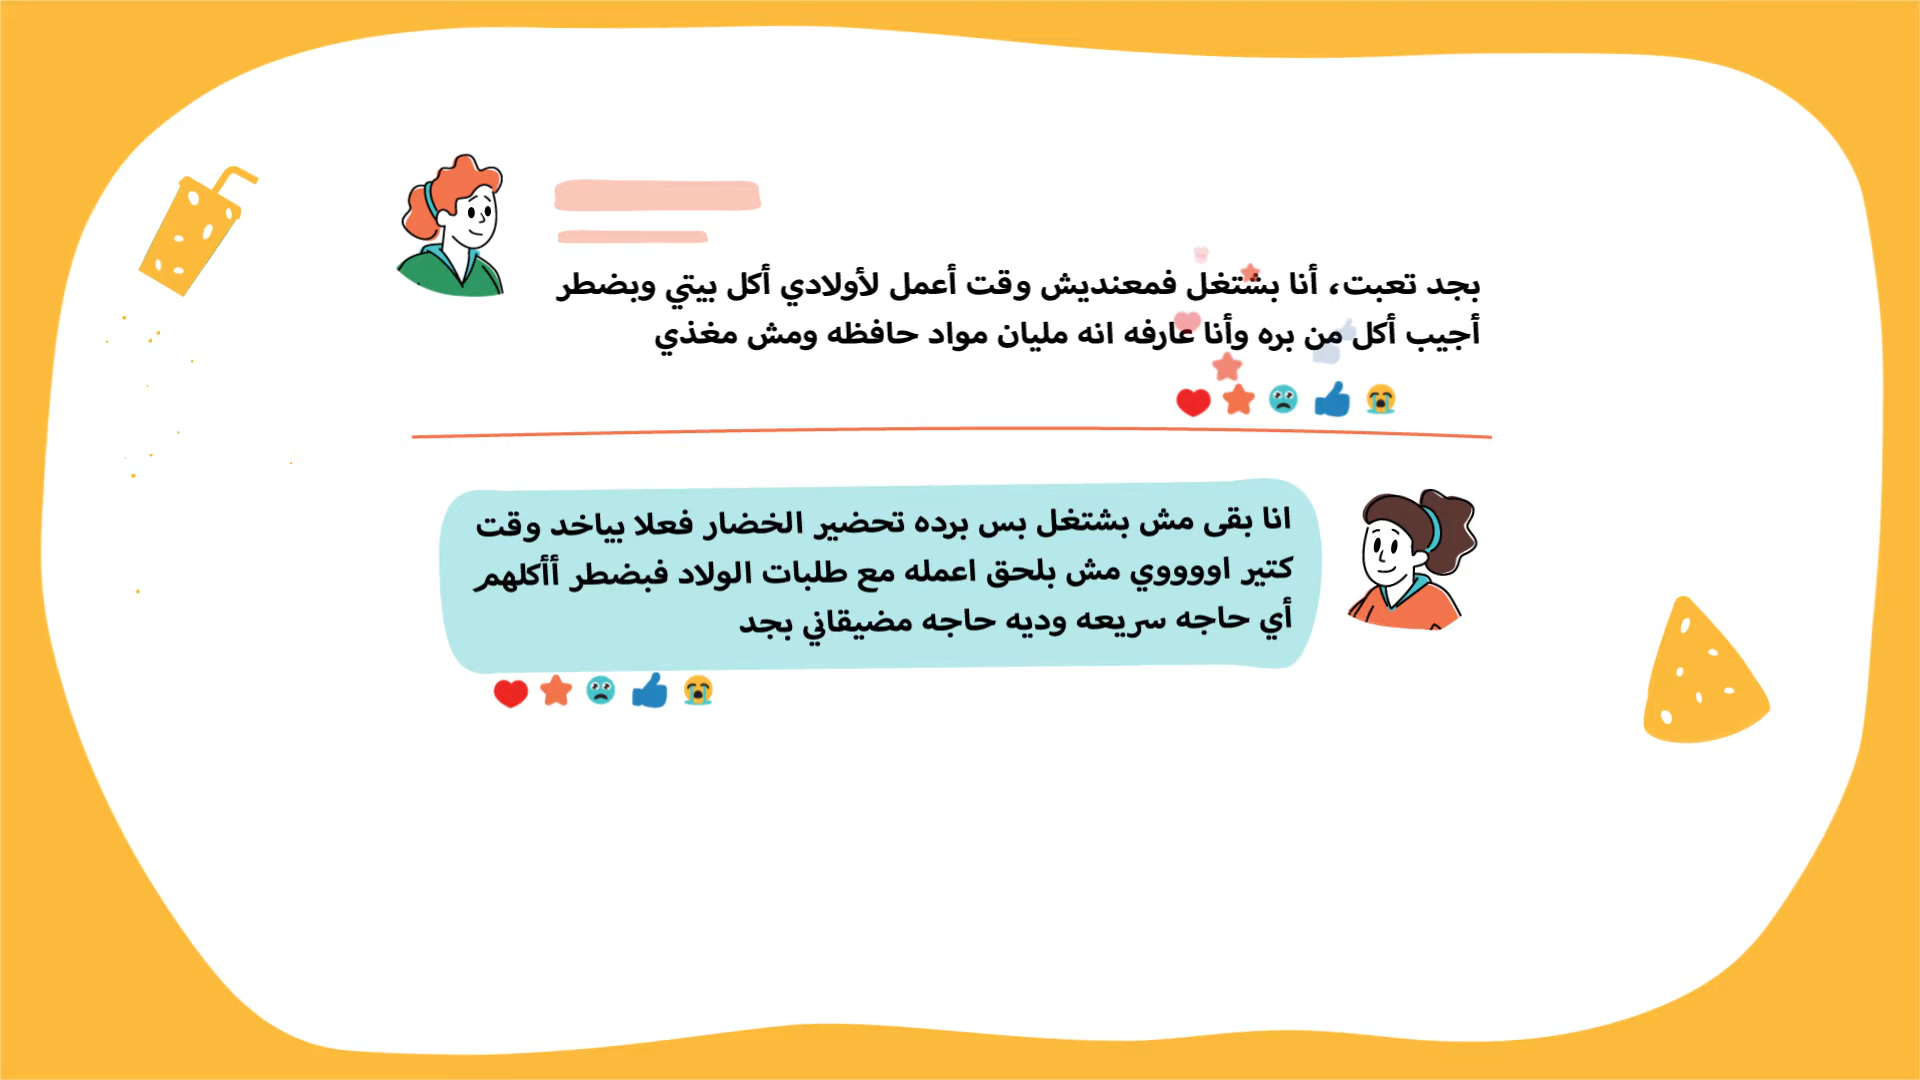 بجد تعبت، أنا بشتغل فمعنديش وقت أعمل لأولادي أكل بيتي وبضطر
أجيب أكل من بره وأنا عارفه انه مليان مواد حافظه ومش مغذي
انا بقى مش بشتغل بس برده تحضير الخضار فعلا بياخد وقت
كتير اووووي مش بلحق اعمله مع طلبات الولاد فبضطر أأكلهم
أي حاجه سريعه وديه حاجه مضيقاني بجد